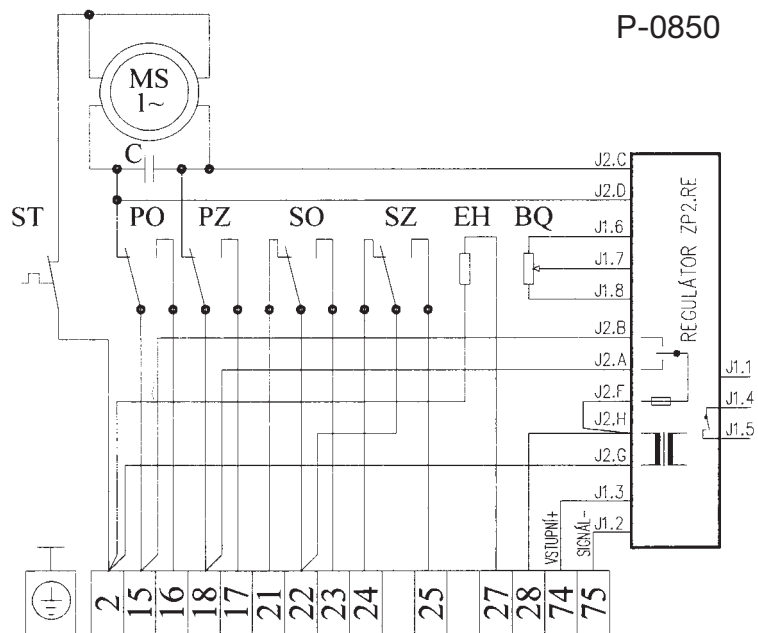 P-0850
MS
1~
C
J2.C
J2.D
ST
PO
PZ
SO
SZ
EH
BQ
J1.6
J1.7
J1.8
REGULÁTOR ZP2.RE
J2.B
J2.A
J1.1
J2.F
J1.4
J2.H
J1.5
J2.G
J1.3
VSTUPNÍ+
SIGNÁL-
J1.2
2
15
16
18
17
21
22
23
24
25
27
28
74
75